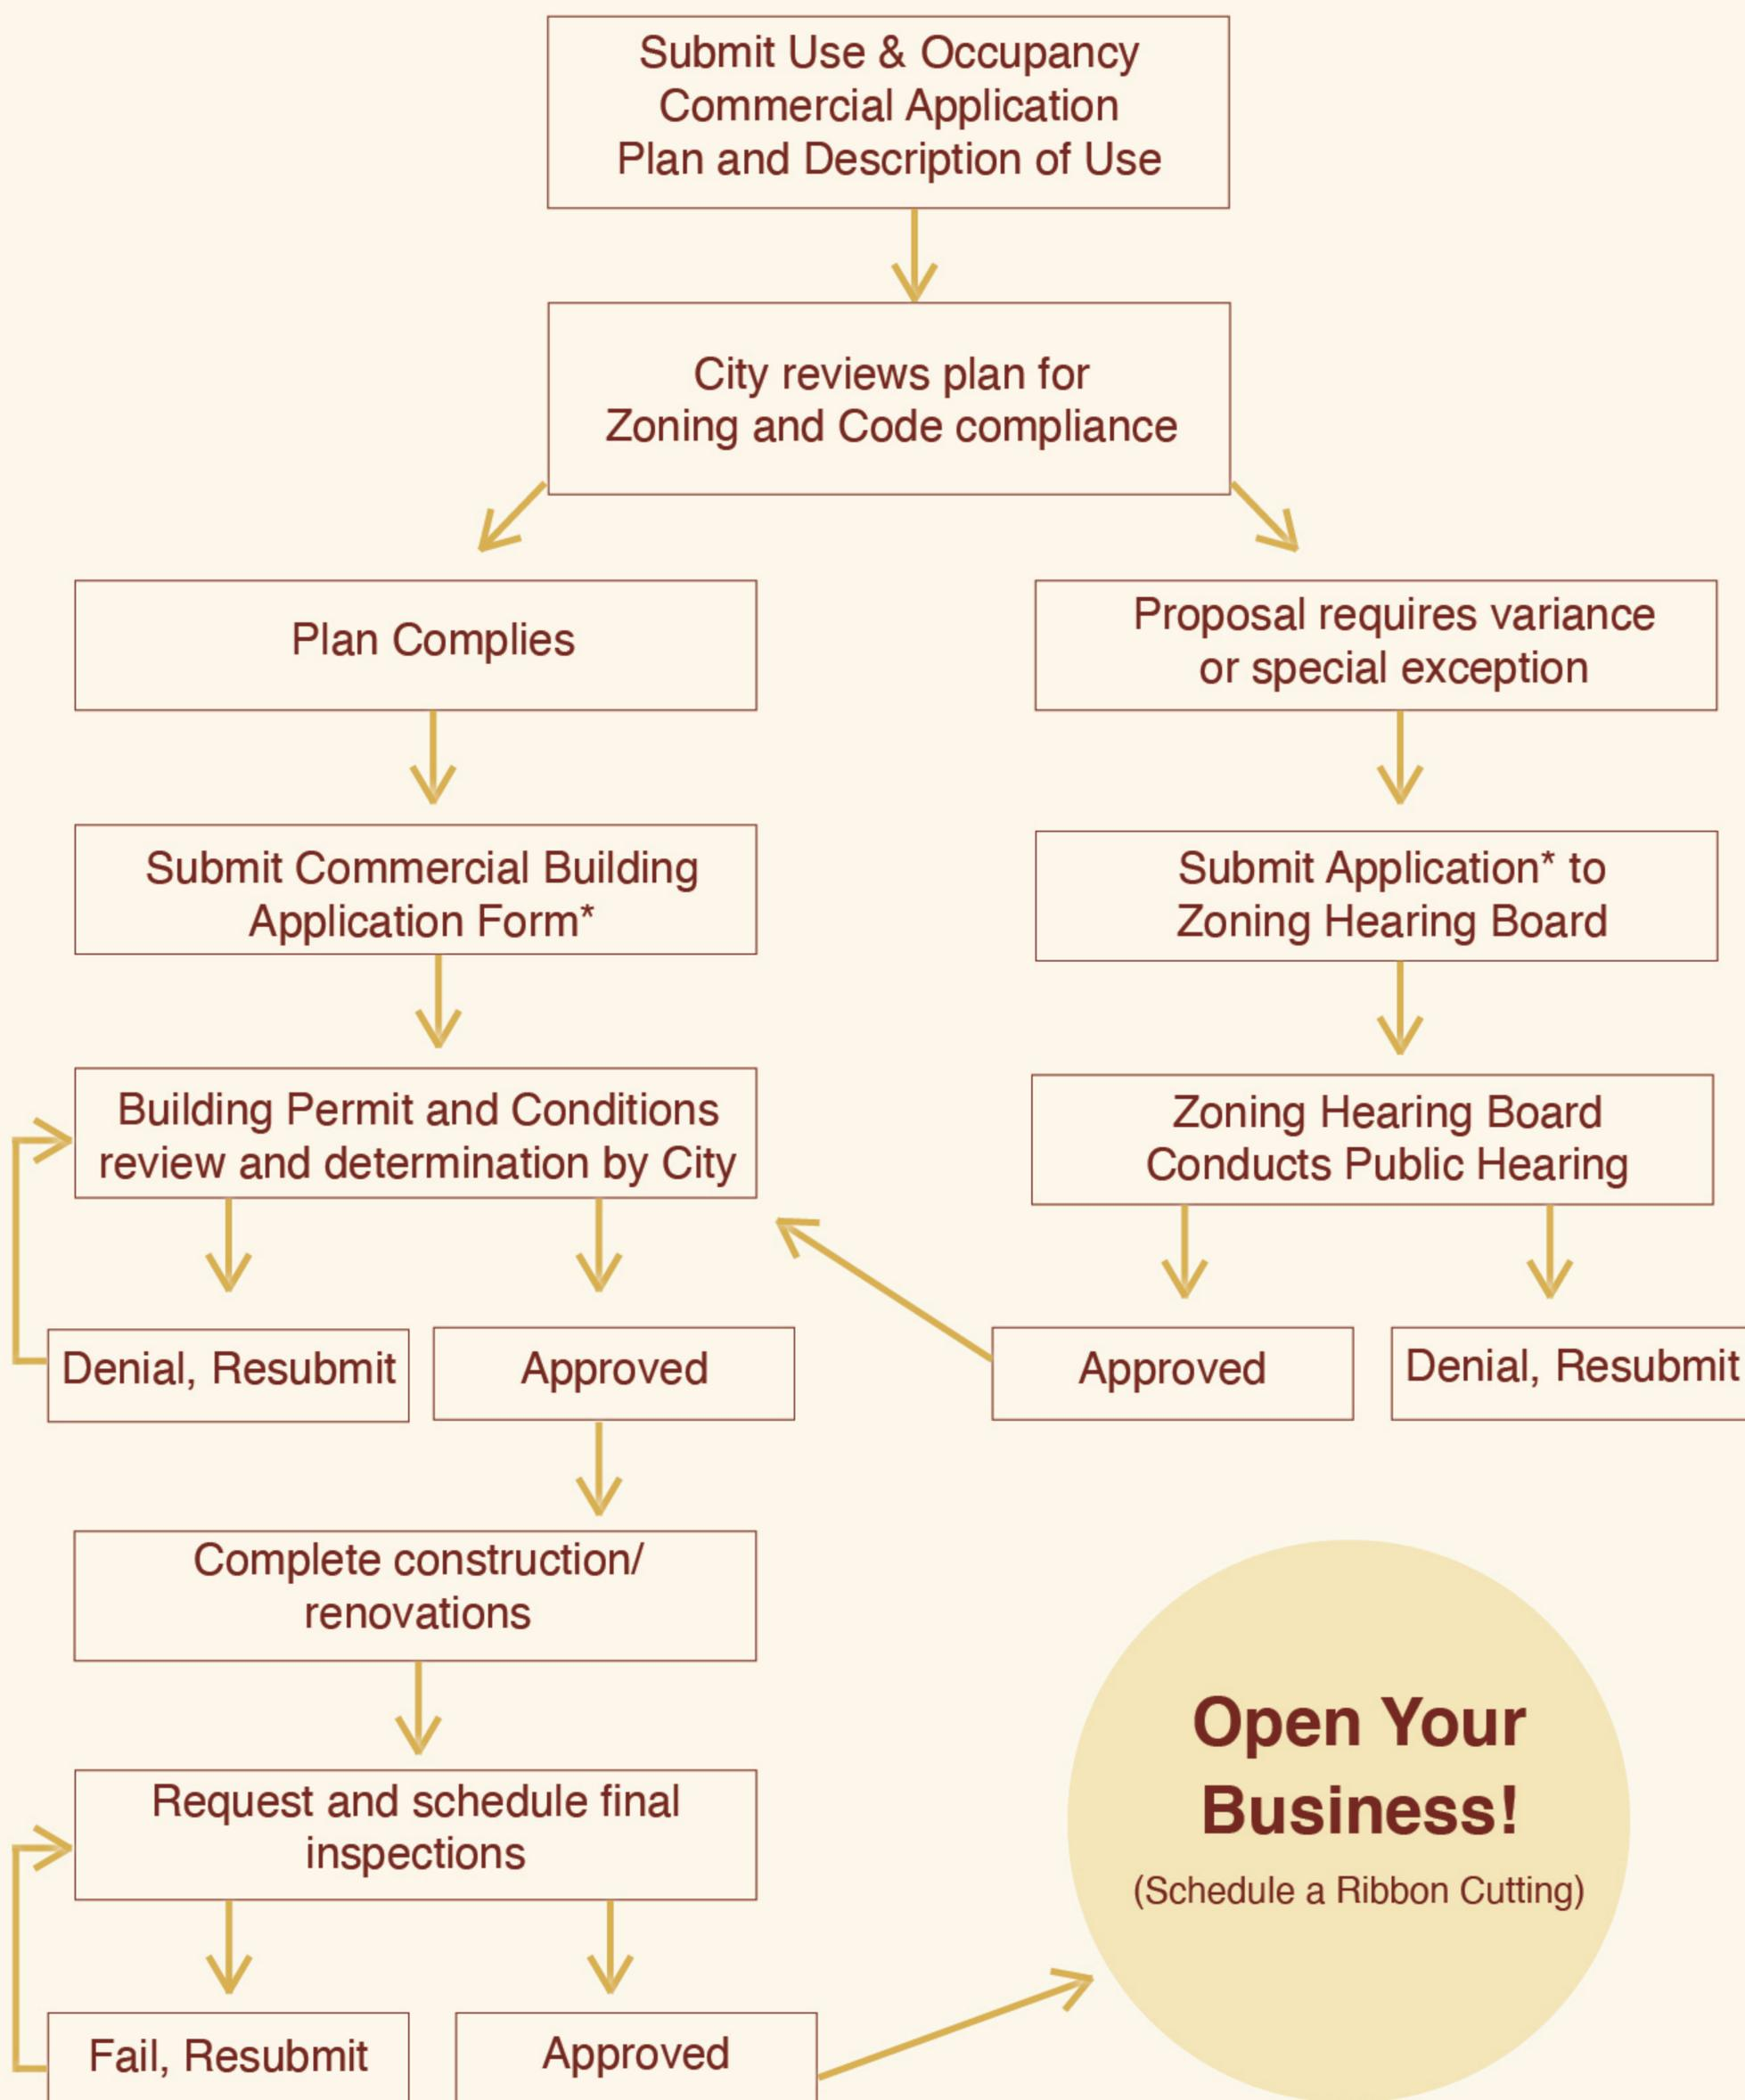 Submit Use & Occupancy
Commercial Application
Plan and Description of Use
City reviews plan for
Zoning and Code compliance
Plan Complies
Proposal requires variance
or special exception
Submit Commercial Building
Application Form*
Submit Application* to
Zoning Hearing Board
Building Permit and Conditions
review and determination by City
Zoning Hearing Board
Conducts Public Hearing
Denial, Resubmit
Approved
Approved
Denial, Resubmit
Complete construction/
renovations
Request and schedule final
inspections
Open Your
Business!
(Schedule a Ribbon Cutting)
Fail, Resubmit
Approved